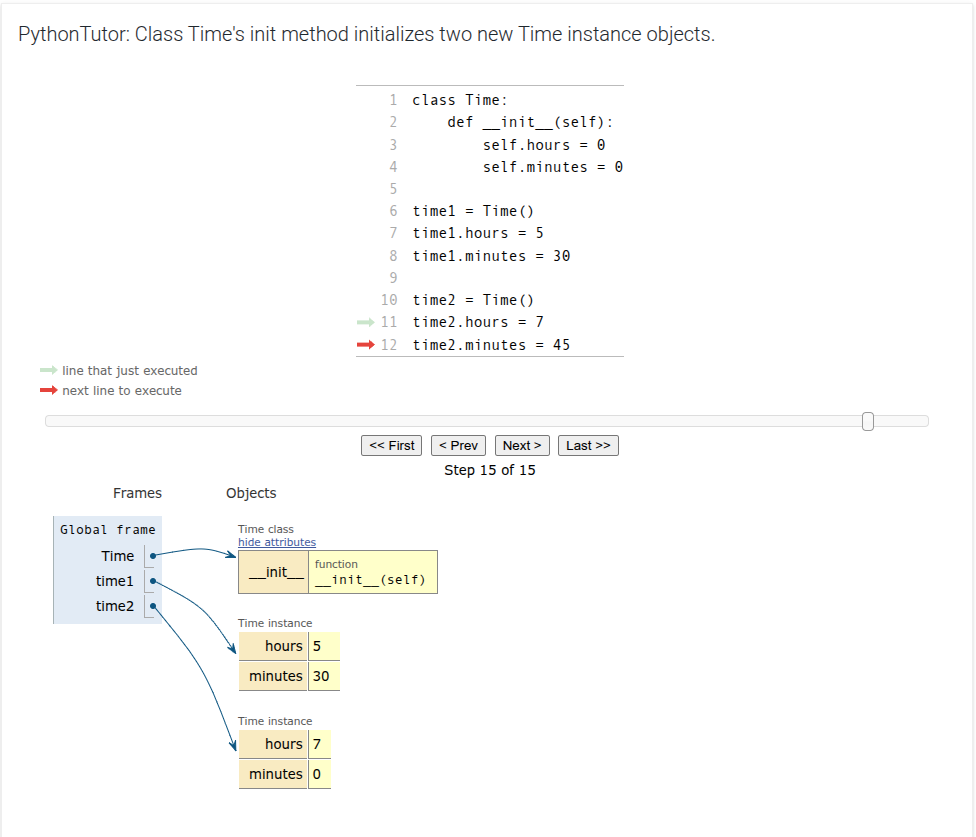 PythonTutor: Class Time's init method initializes two new Time instance objects.
1 class Time:
2 def __init__(self):
3 self.hours = 0
4 self.minutes = 0
5
6 time1 = Time()
7 time1.hours = 5
8 time1.minutes = 30
9
10 time2 = Time()
11 time2.hours = 7
12 time2.minutes = 45
line that just executed
next line to execute
<< First < Prev Next > Last >>
Step 15 of 15
Frames Objects
Global frame
Time
time1
time2
Time class
hide attributes
__init__ function
__init__(self)
Time instance
hours 5
minutes 30
Time instance
hours 7
minutes 0